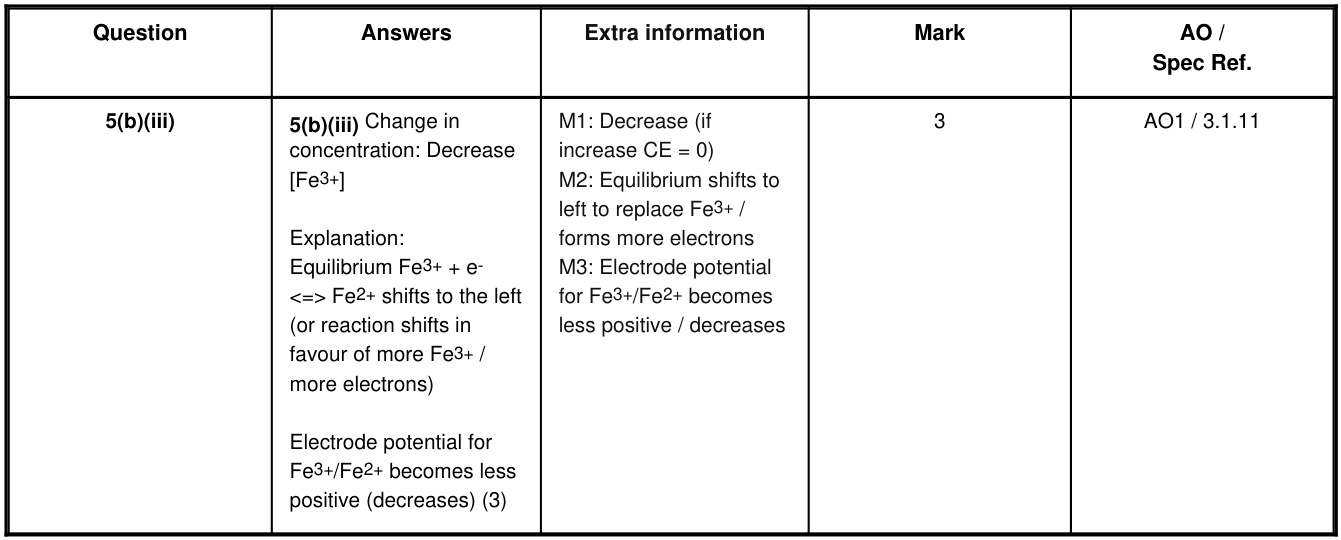 Question
Answers
Extra information
Mark
AO /
Spec Ref.
5(b)(iii)
5(b)(iii) Change in
concentration: Decrease
[Fe3+]
Explanation:
Equilibrium Fe3+ + e-
<=> Fe2+ shifts to the left
(or reaction shifts in
favour of more Fe3+ /
more electrons)
Electrode potential for
Fe3+/Fe2+ becomes less
positive (decreases) (3)
M1: Decrease (if
increase CE = 0)
M2: Equilibrium shifts to
left to replace Fe3+ /
forms more electrons
M3: Electrode potential
for Fe3+/Fe2+ becomes
less positive / decreases
3
AO1 / 3.1.11